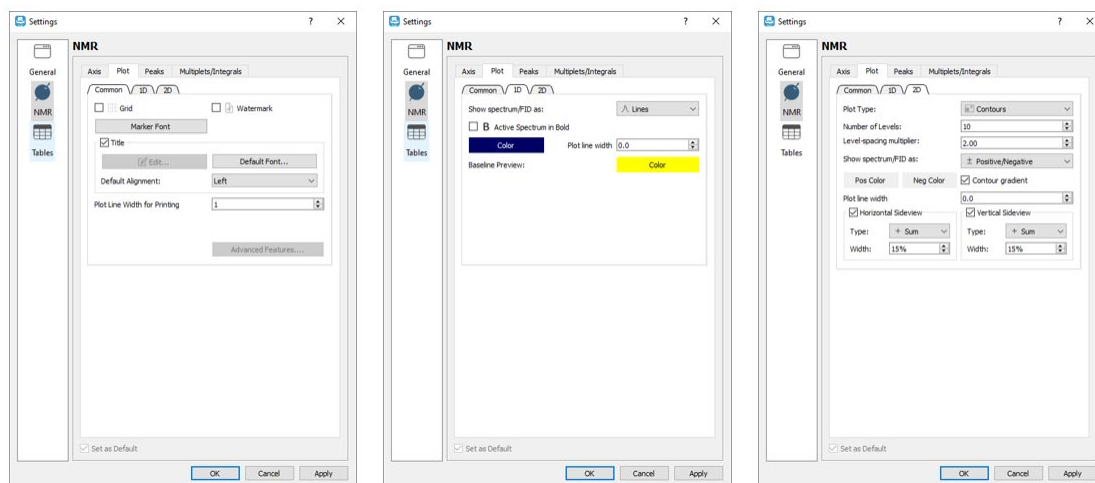 Settings ? X
NMR
General
NMR
Tables
Axis Plot Peaks Multiplets/Integrals
Common 1D 2D
Grid Watermark
Marker Font
Title
Edit... Default Font...
Default Alignment: Left
Plot Line Width for Printing 1
Advanced Features....
Set as Default
OK Cancel Apply
Settings ? X
NMR
General
NMR
Tables
Axis Plot Peaks Multiplets/Integrals
Common 1D 2D
Show spectrum/FID as: Lines
B Active Spectrum in Bold
Color Plot line width 0.0
Baseline Preview: Color
Set as Default
OK Cancel Apply
Settings ? X
NMR
General
NMR
Tables
Axis Plot Peaks Multiplets/Integrals
Common 1D 2D
Plot Type: Contours
Number of Levels: 10
Level-spacing multiplier: 2.00
Show spectrum/FID as: ± Positive/Negative
Pos Color Neg Color Contour gradient
Plot line width 0.0
Horizontal Sideview Vertical Sideview
Type: + Sum Type: + Sum
Width: 15% Width: 15%
Set as Default
OK Cancel Apply